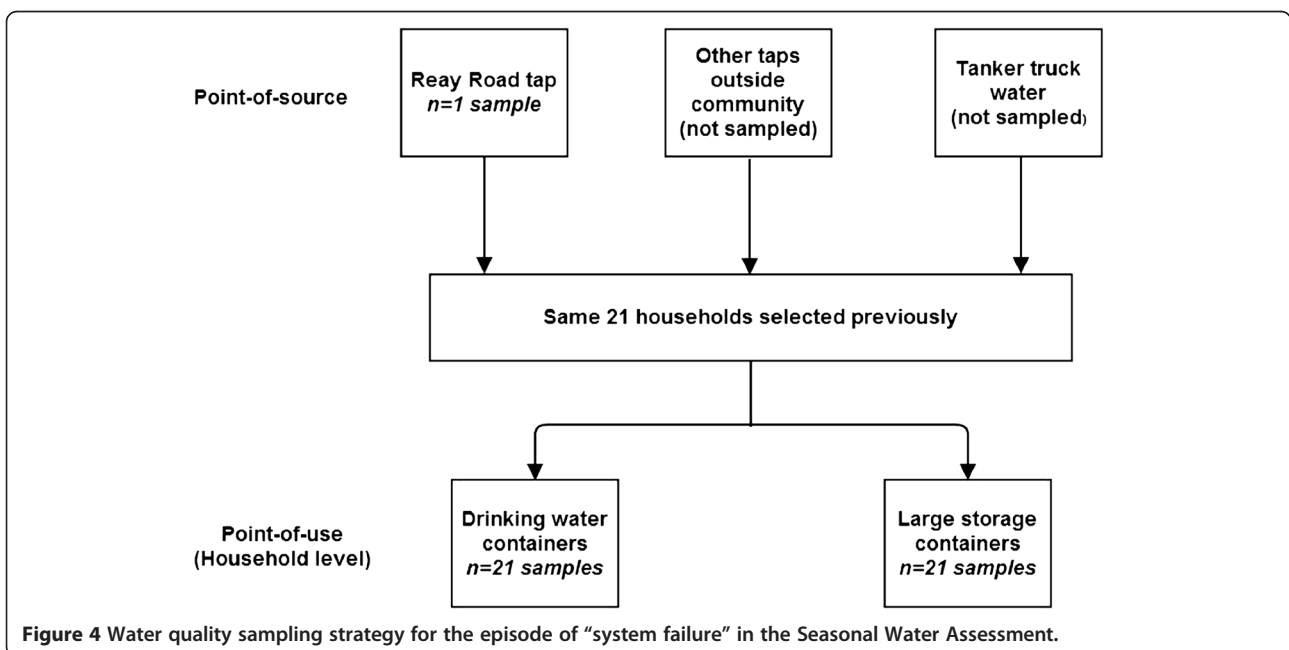 Point-of-source
Reay Road tap
n=1 sample
Other taps
outside
community
(not sampled)
Tanker truck
water
(not sampled)
Same 21 households selected previously
Point-of-use
(Household level)
Drinking water
containers
n=21 samples
Large storage
containers
n=21 samples
Figure 4 Water quality sampling strategy for the episode of “system failure” in the Seasonal Water Assessment.